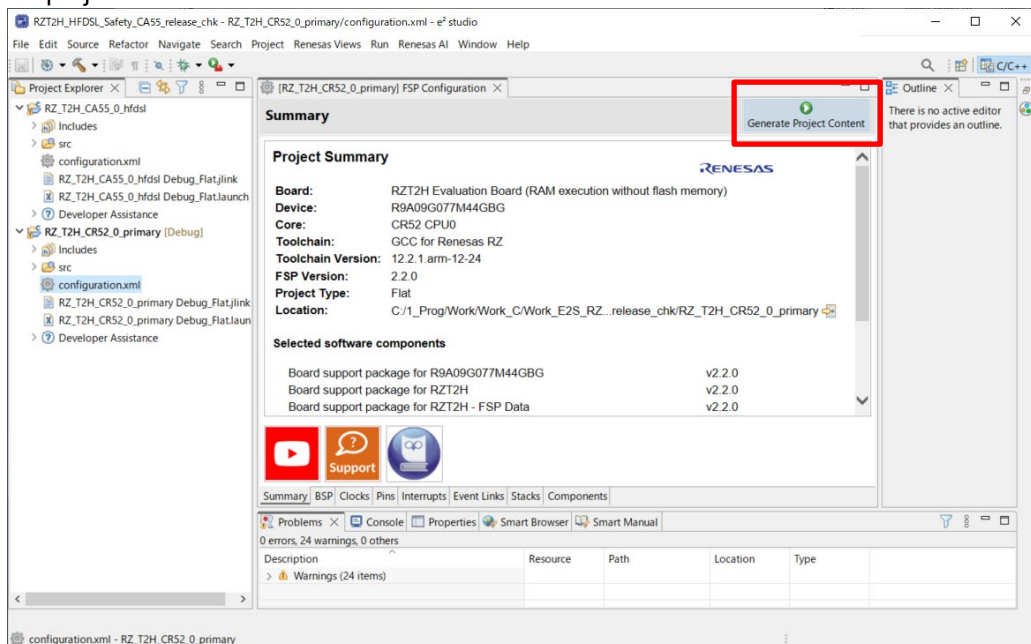 RZT2H_HFDSL_Safety_CA55_release_chk - RZ_T2H_CR52_0_primary/configuration.xml - e² studio
File Edit Source Refactor Navigate Search Project Renesas Views Run Renesas AI Window Help
C/C++
Project Explorer
RZ_T2H_CA55_0_hfdsl
Includes
src
configuration.xml
RZ_T2H_CA55_0_hfdsl Debug_Flat.jlink
RZ_T2H_CA55_0_hfdsl Debug_Flat.launch
Developer Assistance
RZ_T2H_CR52_0_primary [Debug]
Includes
src
configuration.xml
RZ_T2H_CR52_0_primary Debug_Flat.jlink
RZ_T2H_CR52_0_primary Debug_Flat.laun
Developer Assistance
[RZ_T2H_CR52_0_primary] FSP Configuration
Summary
Generate Project Content
Project Summary
RENESAS
Board: RZT2H Evaluation Board (RAM execution without flash memory)
Device: R9A09G077M44GBG
Core: CR52 CPU0
Toolchain: GCC for Renesas RZ
Toolchain Version: 12.2.1.arm-12-24
FSP Version: 2.2.0
Project Type: Flat
Location: C:/1_Prog/Work/Work_C/Work_E2S_RZ...release_chk/RZ_T2H_CR52_0_primary
Selected software components
Board support package for R9A09G077M44GBG v2.2.0
Board support package for RZT2H v2.2.0
Board support package for RZT2H - FSP Data v2.2.0
Support
Summary BSP Clocks Pins Interrupts Event Links Stacks Components
Outline
There is no active editor
that provides an outline.
Problems Console Properties Smart Browser Smart Manual
0 errors, 24 warnings, 0 others
Description Resource Path Location Type
Warnings (24 items)
configuration.xml - RZ_T2H_CR52_0_primary